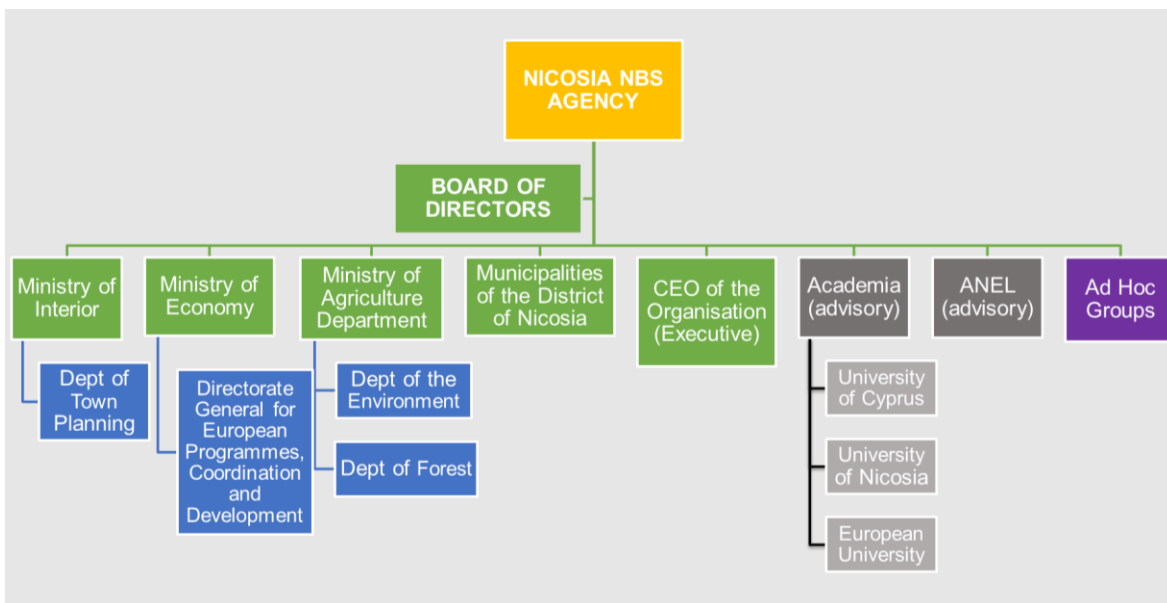 NICOSIA NBS
AGENCY
BOARD OF
DIRECTORS
Ministry of
Interior
Ministry of
Economy
Ministry of
Agriculture
Department
Municipalities
of the District
of Nicosia
CEO of the
Organisation
(Executive)
Academia
(advisory)
ANEL
(advisory)
Ad Hoc
Groups
Dept of
Town
Planning
Directorate
General for
European
Programmes,
Coordination
and
Development
Dept of the
Environment
Dept of Forest
University
of Cyprus
University
of Nicosia
European
University